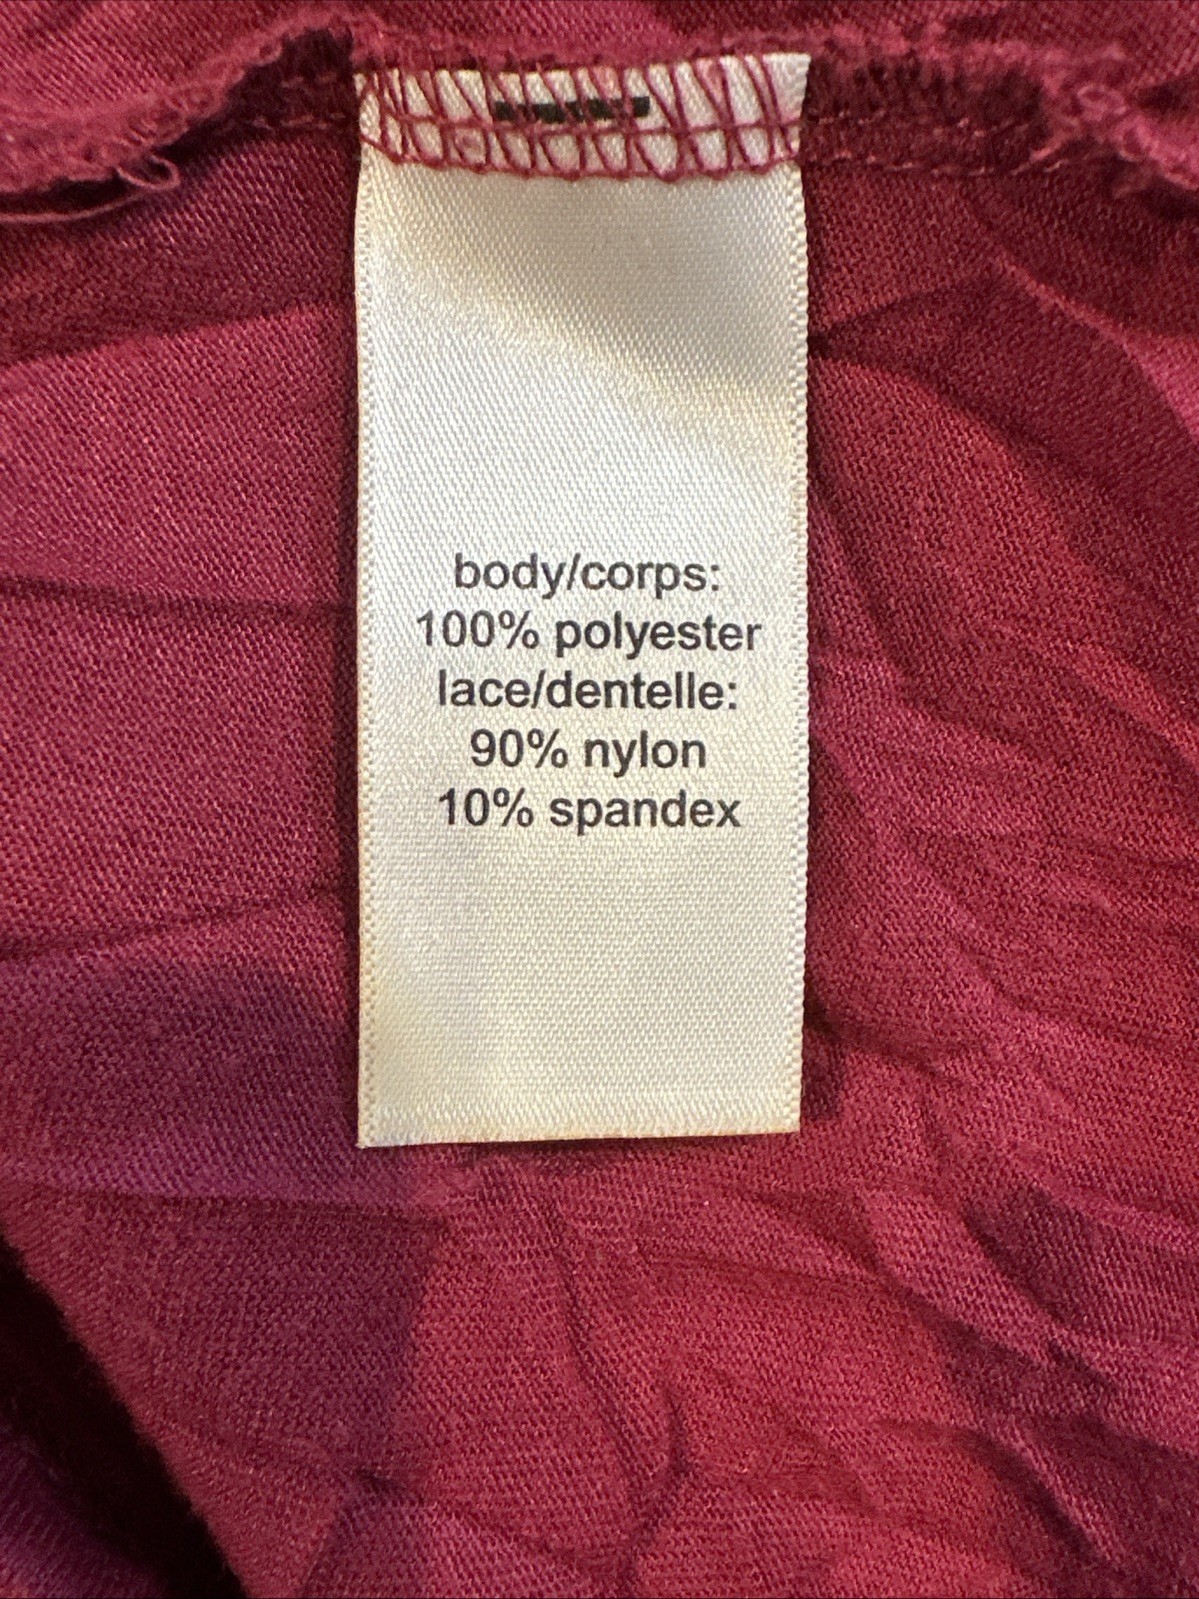 body/corps:
100% polyester
lace/dentelle:
90% nylon
10% spandex